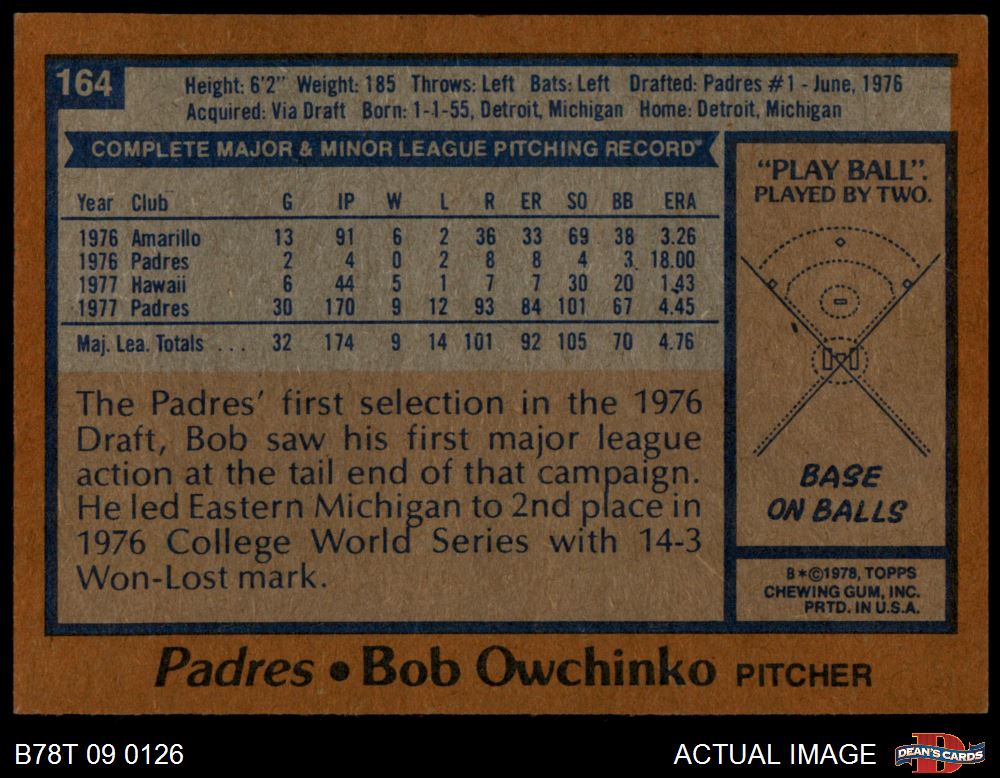 164
Height: 6'2" Weight: 185 Throws: Left Bats: Left Drafted: Padres #1 - June, 1976
Acquired: Via Draft Born: 1-1-55, Detroit, Michigan Home: Detroit, Michigan
COMPLETE MAJOR & MINOR LEAGUE PITCHING RECORD
Year Club G IP W L R ER SO BB ERA
1976 Amarillo 13 91 6 2 36 33 69 38 3.26
1976 Padres 2 4 0 2 8 8 4 3 18.00
1977 Hawaii 6 44 5 1 7 7 30 20 1.43
1977 Padres 30 170 9 12 93 84 101 67 4.45
Maj. Lea. Totals ... 32 174 9 14 101 92 105 70 4.76
The Padres' first selection in the 1976
Draft, Bob saw his first major league
action at the tail end of that campaign.
He led Eastern Michigan to 2nd place in
1976 College World Series with 14-3
Won-Lost mark.
"PLAY BALL".
PLAYED BY TWO.
BASE
ON BALLS
B*©1978, TOPPS
CHEWING GUM, INC.
PRTD. IN U.S.A.
Padres • Bob Owchinko PITCHER
B78T 09 0126
ACTUAL IMAGE
D
DEAN'S CARDS